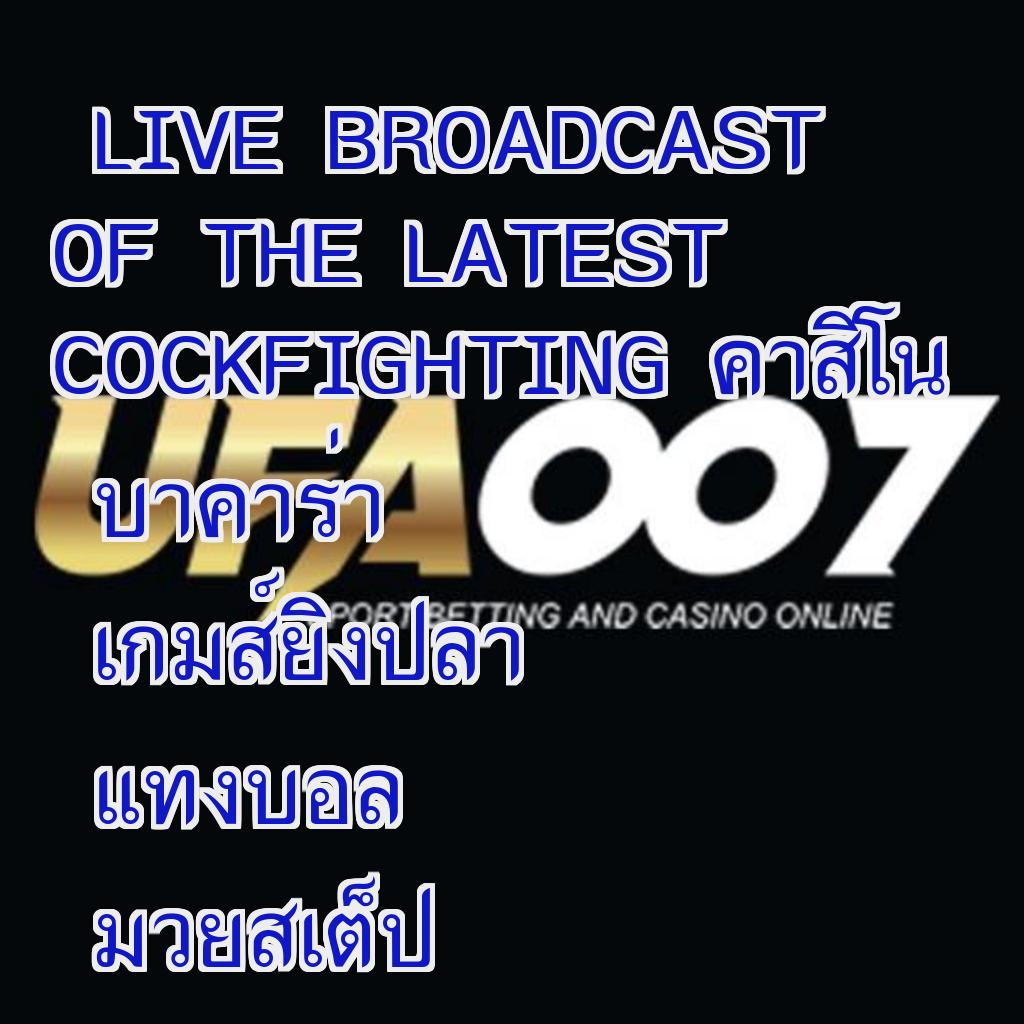 LIVE BROADCAST
OF THE LATEST
COCKFIGHTING คาสิโน
UFA007
บาคาร่า
SPORT BETTING AND CASINO ONLINE
เกมส์ยิงปลา
แทงบอล
มวยสเต็ป